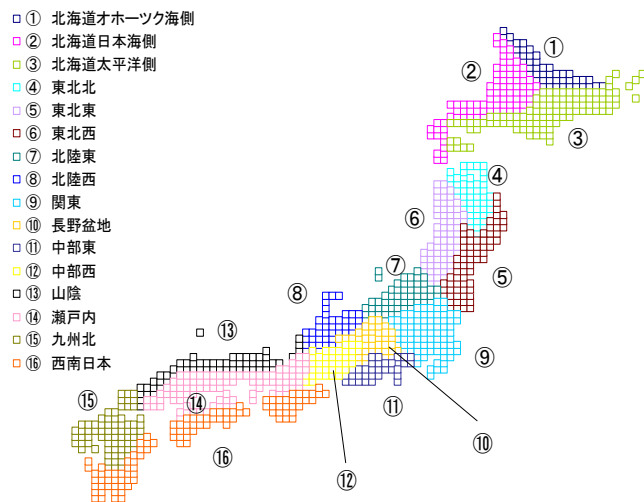 ① 北海道オホーツク海側
② 北海道日本海側
③ 北海道太平洋側
④ 東北北
⑤ 東北東
⑥ 東北西
⑦ 北陸東
⑧ 北陸西
⑨ 関東
⑩ 長野盆地
⑪ 中部東
⑫ 中部西
⑬ 山陰
⑭ 瀬戸内
⑮ 九州北
⑯ 西南日本
①
②
③
④
⑥
⑤
⑦
⑧
⑬
⑨
⑮
⑭
⑪
⑩
⑯
⑫